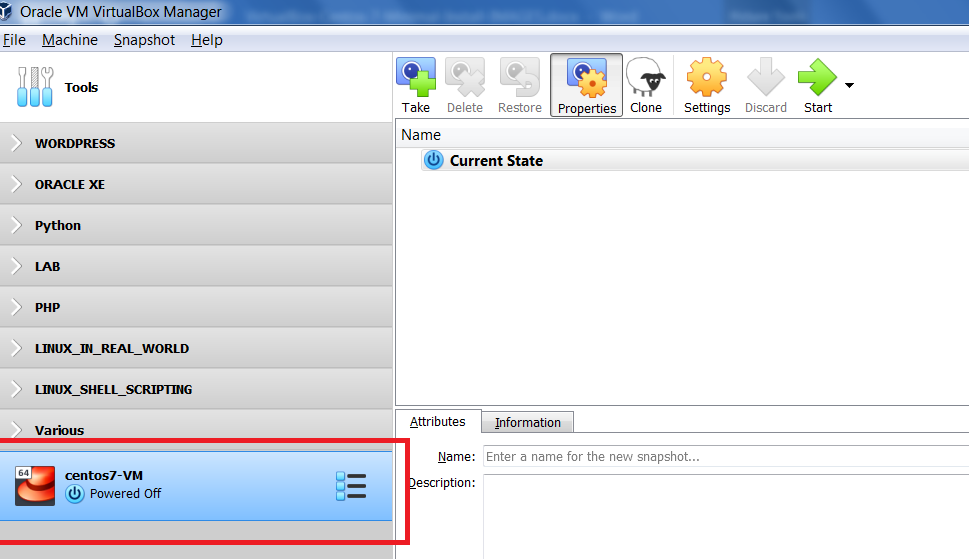 Oracle VM VirtualBox Manager
File Machine Snapshot Help
Tools
Take Delete Restore Properties Clone Settings Discard Start
WORDPRESS
ORACLE XE
Python
LAB
PHP
LINUX_IN_REAL_WORLD
LINUX_SHELL_SCRIPTING
Various
64
centos7-VM
Powered Off
Name
Current State
Attributes Information
Name: Enter a name for the new snapshot...
Description: